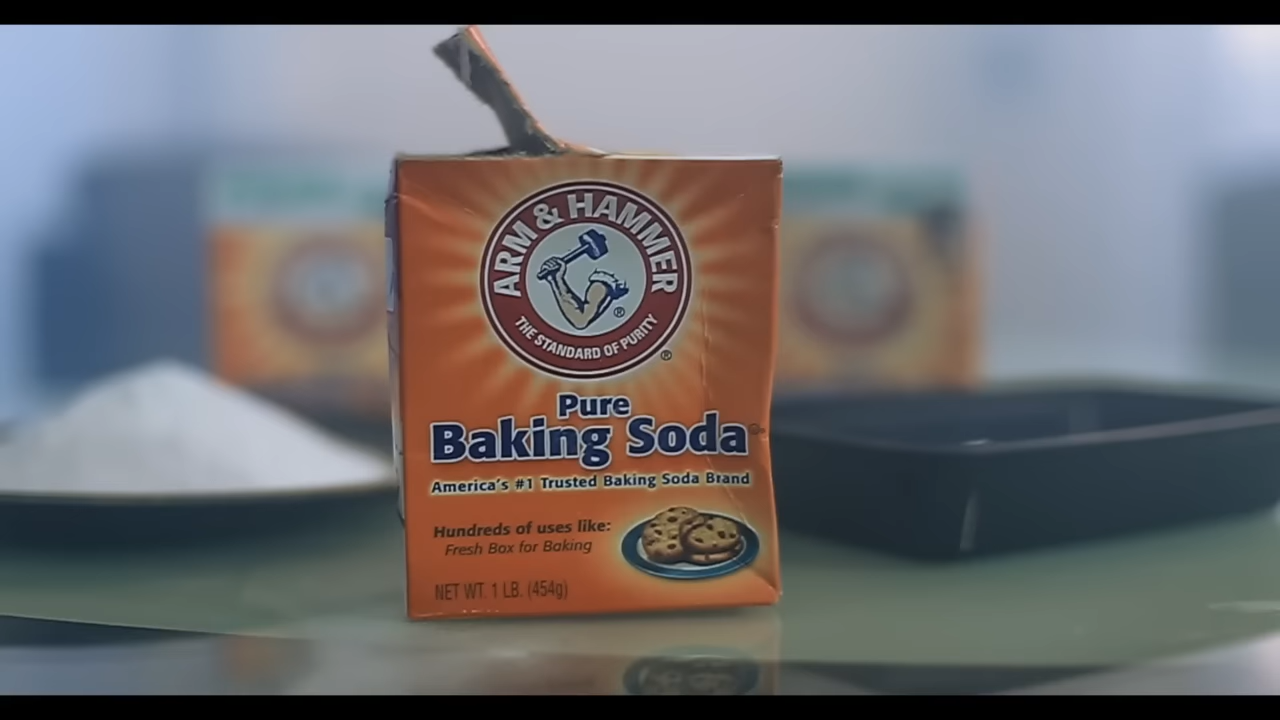 ARM & HAMMER
®
THE STANDARD OF PURITY
®
Pure
Baking Soda
America's #1 Trusted Baking Soda Brand
Hundreds of uses like:
Fresh Box for Baking
NET WT. 1 LB. (454g)